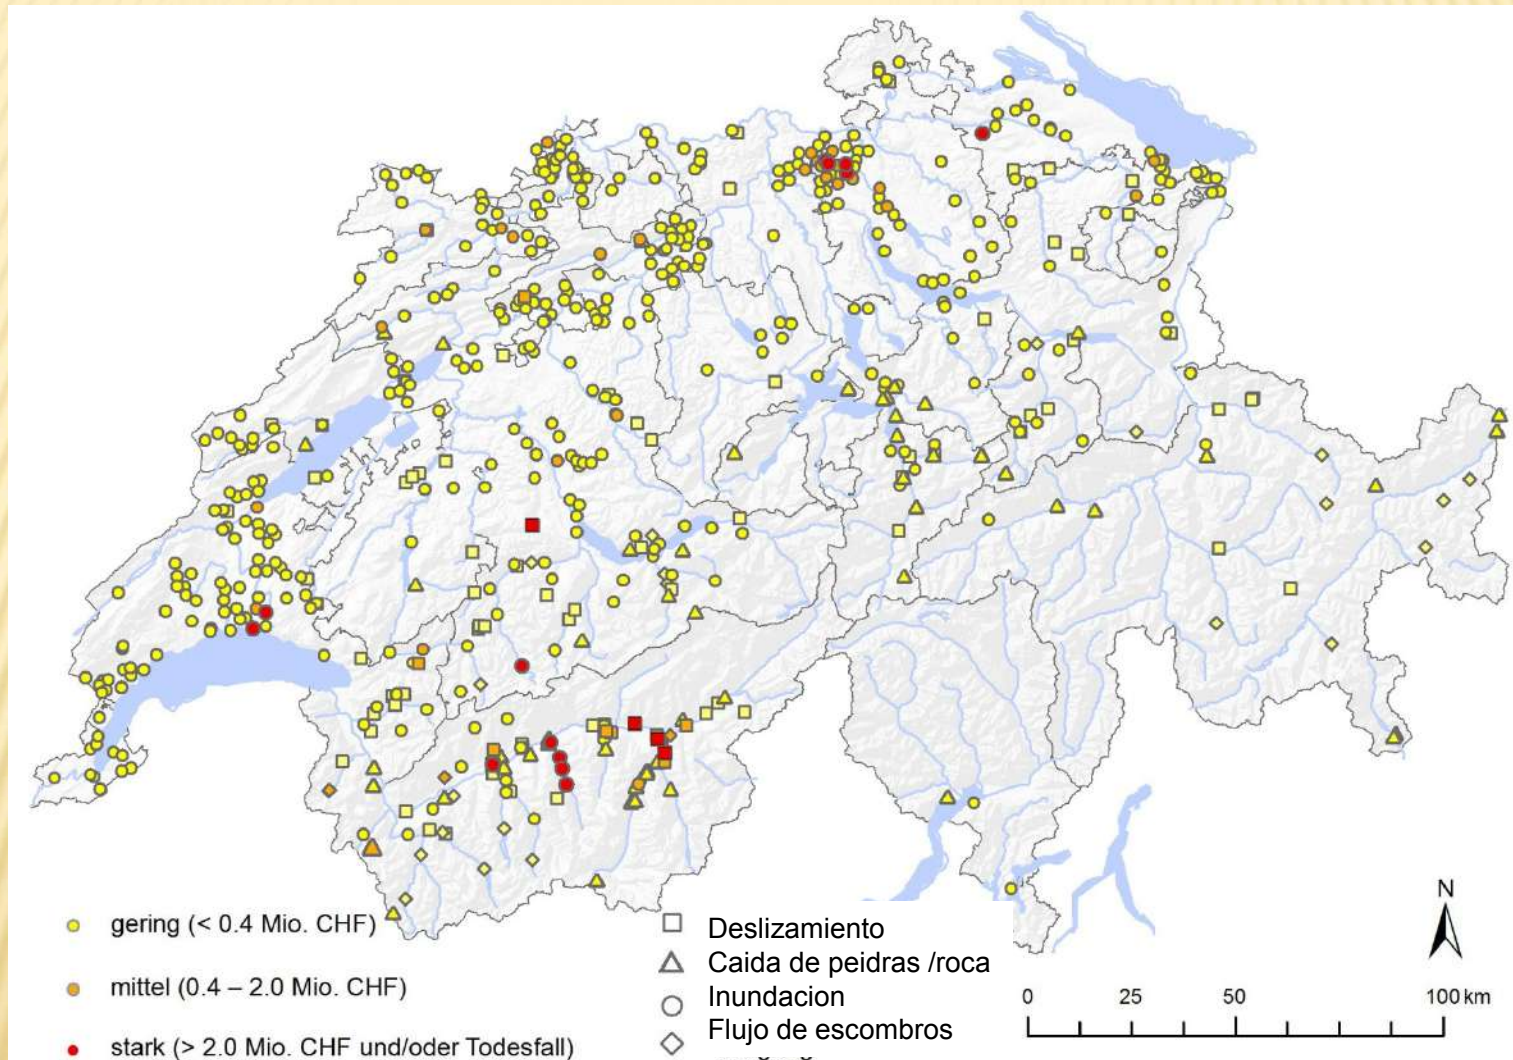 gering (< 0.4 Mio. CHF)
mittel (0.4 – 2.0 Mio. CHF)
stark (> 2.0 Mio. CHF und/oder Todesfall)
Deslizamiento
Caida de peidras /roca
Inundacion
Flujo de escombros
N
0 25 50 100 km